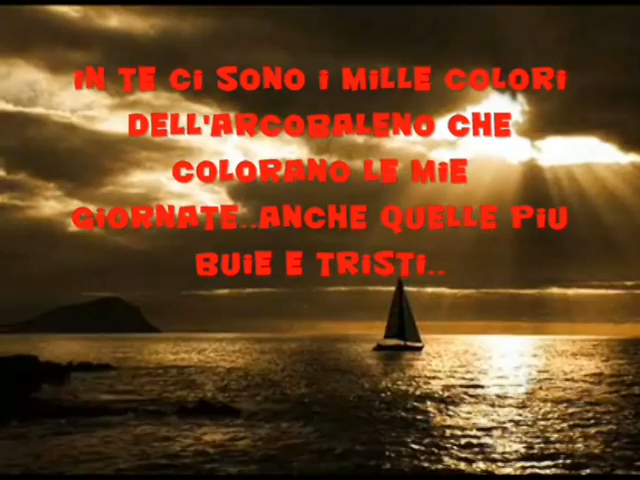 IN TE CI SONO I MILLE COLORI
DELL'ARCOBALENO CHE
COLORANO LE MIE
GIORNATE..ANCHE QUELLE PIU
BUIE E TRISTI..